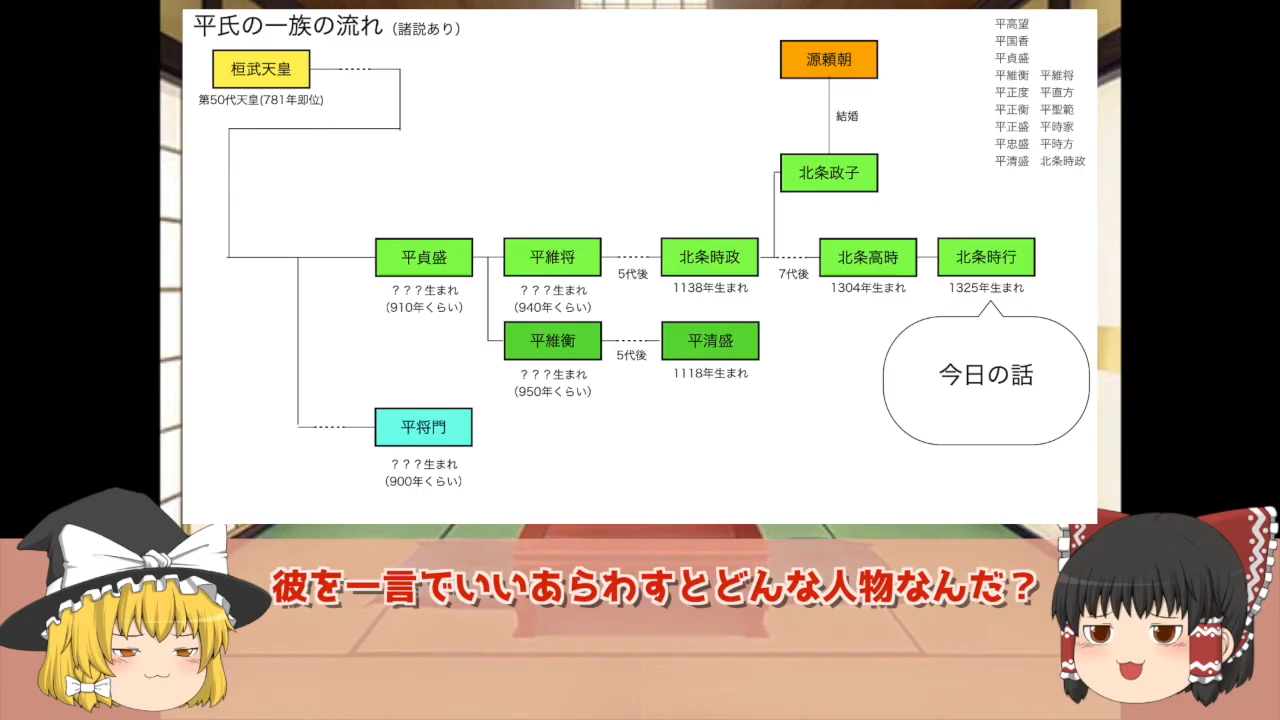 平氏の一族の流れ（諸説あり）
桓武天皇
第50代天皇(781年即位)
源頼朝
結婚
北条政子
平高望
平国香
平貞盛
平維衡 平維将
平正度 平直方
平正衡 平聖範
平正盛 平時家
平忠盛 平時方
平清盛 北条時政
平貞盛
？？？生まれ
（910年くらい）
平維将
？？？生まれ
（940年くらい）
5代後
北条時政
1138年生まれ
7代後
北条高時
1304年生まれ
北条時行
1325年生まれ
平維衡
？？？生まれ
（950年くらい）
5代後
平清盛
1118年生まれ
今日の話
平将門
？？？生まれ
（900年くらい）
彼を一言でいいあらわすとどんな人物なんだ？